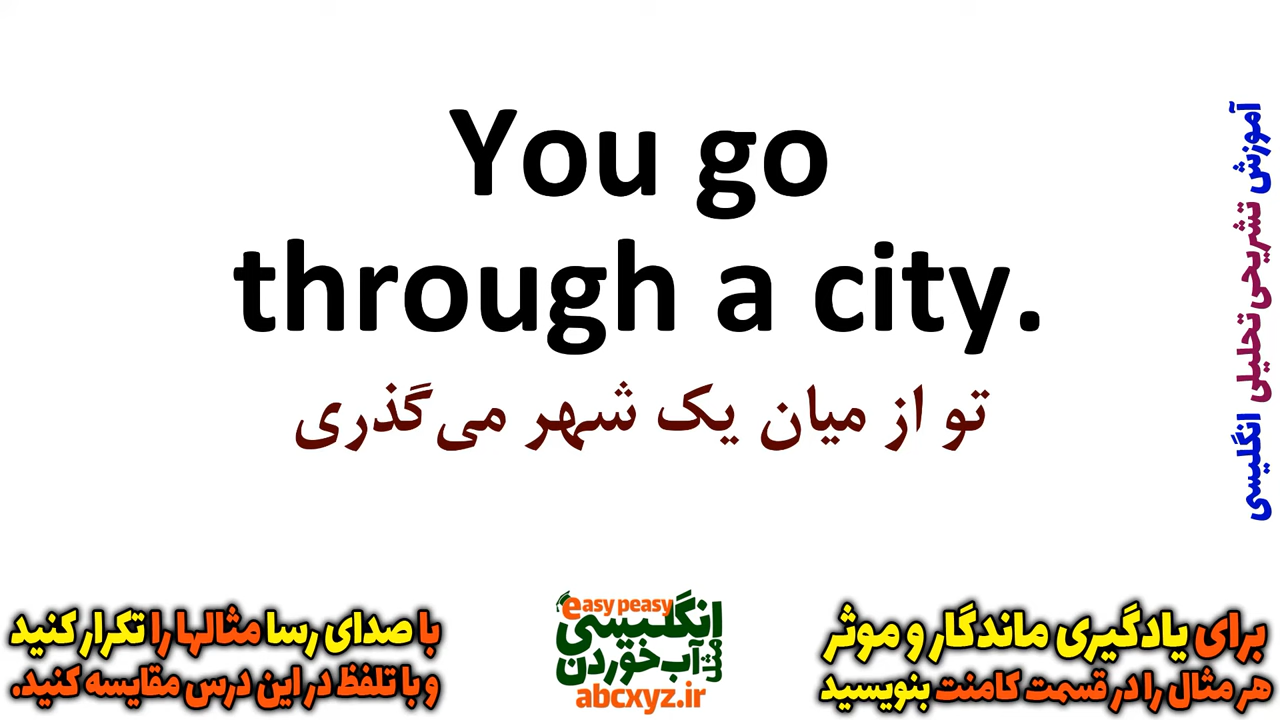 You go
through a city.
تو از میان یک شهر می‌گذری
آموزش تشریحی تحلیلی انگلیسی
برای یادگیری ماندگار و موثر
هر مثال را در قسمت کامنت بنویسید
easy peasy
انگلیسی
مثل آب خوردن
abcxyz.ir
با صدای رسا مثالها را تکرار کنید
و با تلفظ در این درس مقایسه کنید.